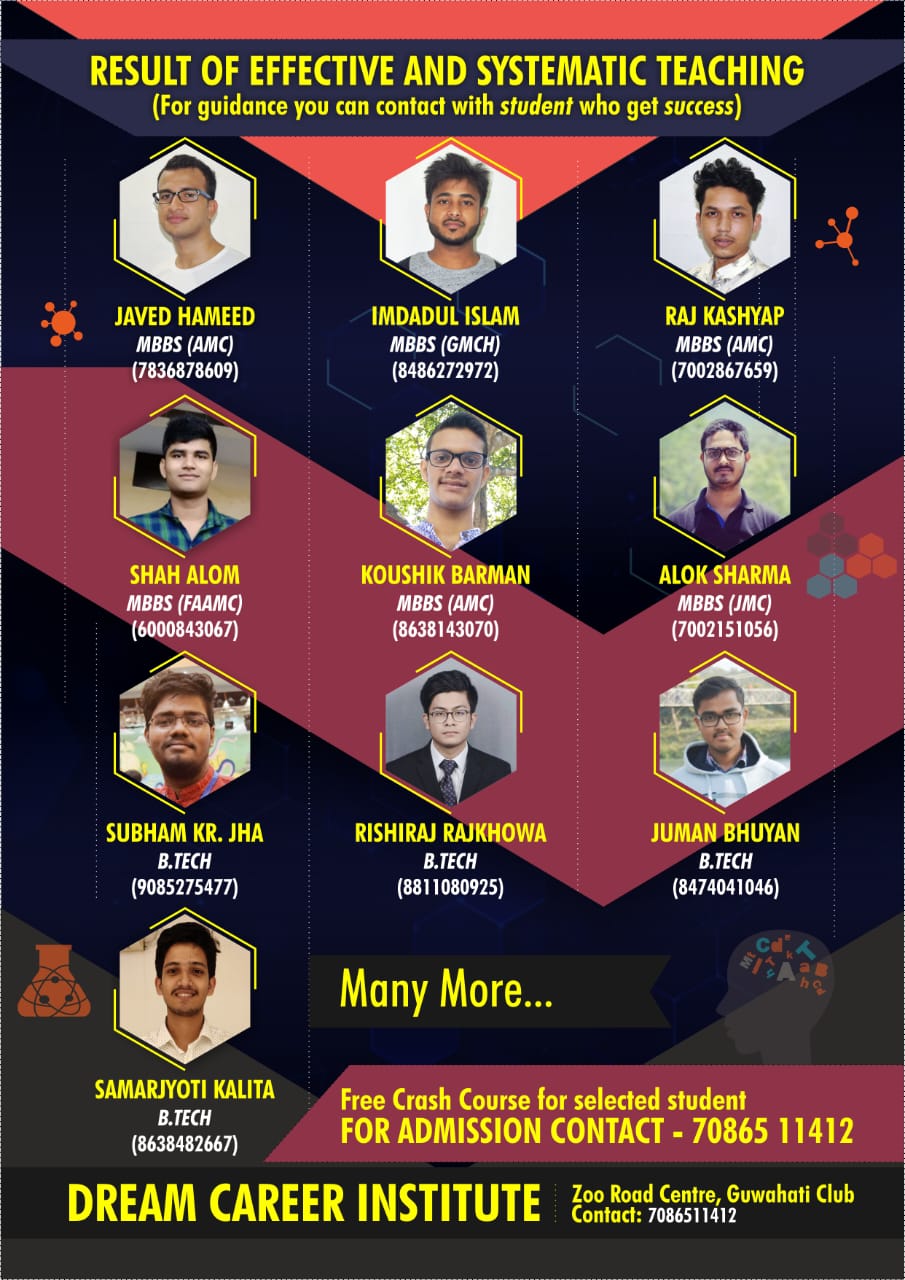 RESULT OF EFFECTIVE AND SYSTEMATIC TEACHING
(For guidance you can contact with student who get success)
JAVED HAMEED
MBBS (AMC)
(7836878609)
IMDADUL ISLAM
MBBS (GMCH)
(8486272972)
RAJ KASHYAP
MBBS (AMC)
(7002867659)
SHAH ALOM
MBBS (FAAMC)
(6000843067)
KOUSHIK BARMAN
MBBS (AMC)
(8638143070)
ALOK SHARMA
MBBS (JMC)
(7002151056)
SUBHAM KR. JHA
B.TECH
(9085275477)
RISHIRAJ RAJKHOWA
B.TECH
(8811080925)
JUMAN BHUYAN
B.TECH
(8474041046)
SAMARJYOTI KALITA
B.TECH
(8638482667)
Many More...
Free Crash Course for selected student
FOR ADMISSION CONTACT - 70865 11412
DREAM CAREER INSTITUTE
Zoo Road Centre, Guwahati Club
Contact: 7086511412